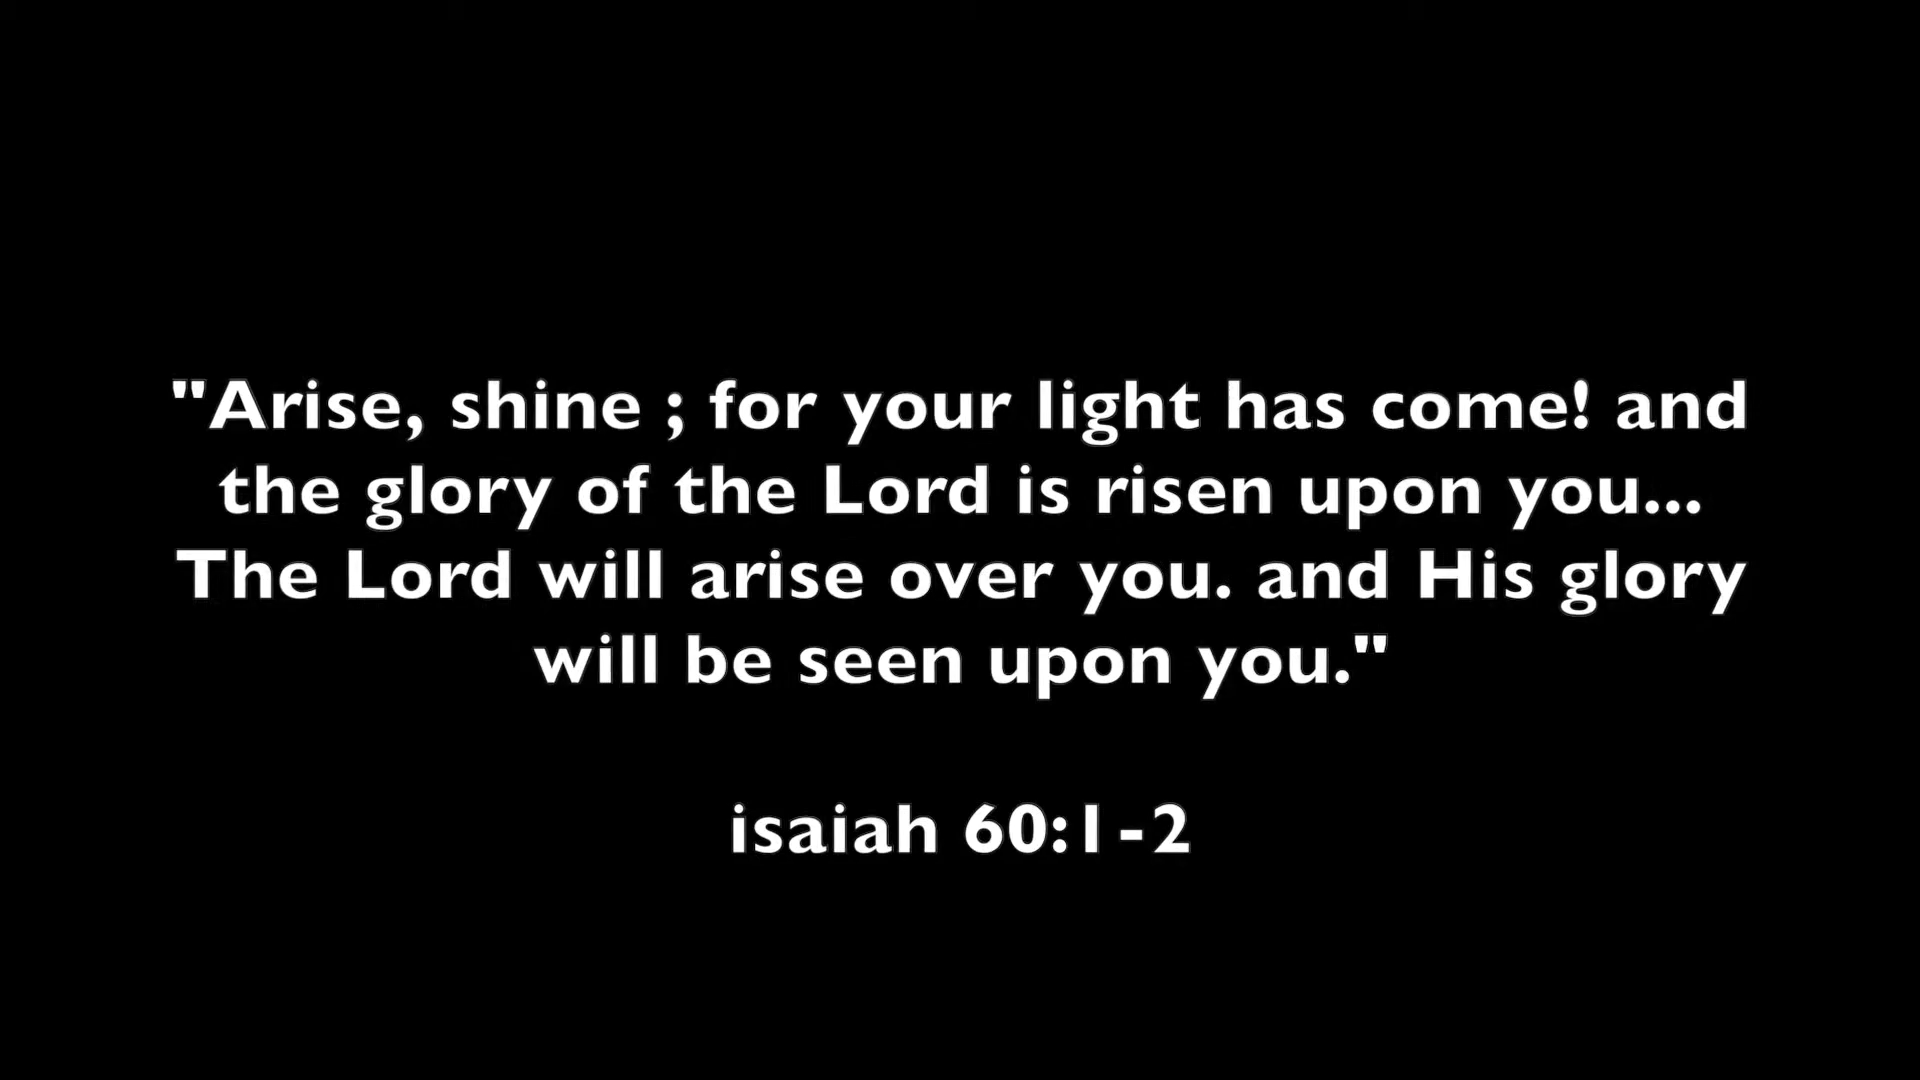 "Arise, shine ; for your light has come! and
the glory of the Lord is risen upon you...
The Lord will arise over you. and His glory
will be seen upon you."
isaiah 60:1-2